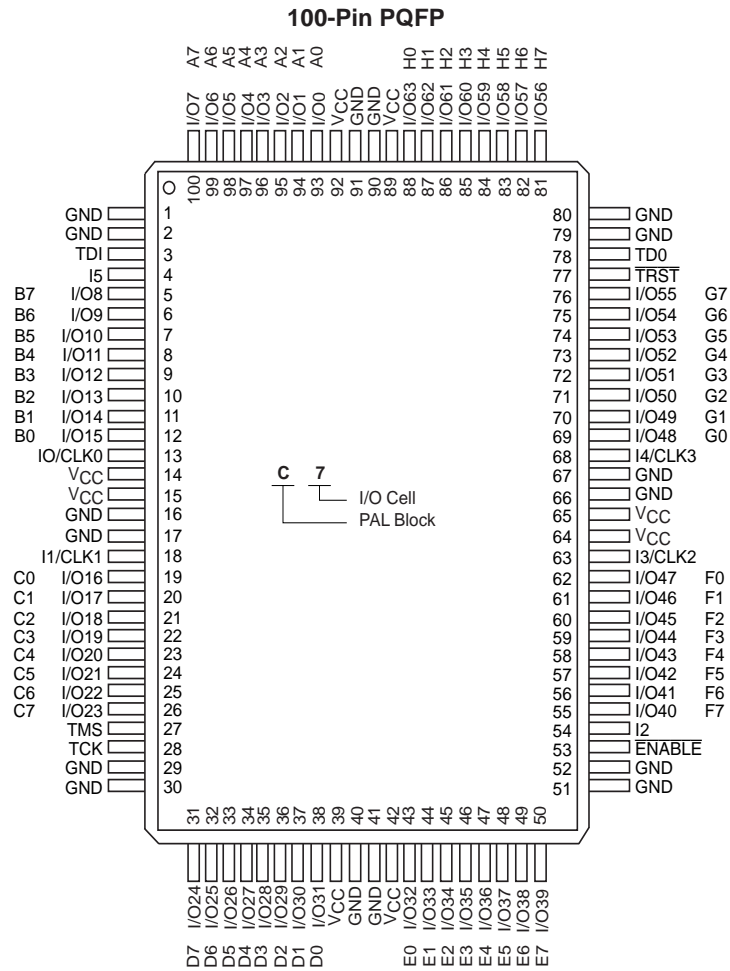 100-Pin PQFP
A7 A6 A5 A4 A3 A2 A1 A0 H0 H1 H2 H3 H4 H5 H6 H7
I/O7 I/O6 I/O5 I/O4 I/O3 I/O2 I/O1 I/O0 VCC GND GND VCC I/O63 I/O62 I/O61 I/O60 I/O59 I/O58 I/O57 I/O56
100 99 98 97 96 95 94 93 92 91 90 89 88 87 86 85 84 83 82 81
GND 1 80 GND
GND 2 79 GND
TDI 3 78 TD0
I5 4 77 TRST
B7 I/O8 5 76 I/O55 G7
B6 I/O9 6 75 I/O54 G6
B5 I/O10 7 74 I/O53 G5
B4 I/O11 8 73 I/O52 G4
B3 I/O12 9 72 I/O51 G3
B2 I/O13 10 71 I/O50 G2
B1 I/O14 11 70 I/O49 G1
B0 I/O15 12 69 I/O48 G0
IO/CLK0 13 68 I4/CLK3
VCC 14 67 GND
VCC 15 66 GND
GND 16 65 VCC
GND 17 64 VCC
I1/CLK1 18 63 I3/CLK2
C0 I/O16 19 62 I/O47 F0
C1 I/O17 20 61 I/O46 F1
C2 I/O18 21 60 I/O45 F2
C3 I/O19 22 59 I/O44 F3
C4 I/O20 23 58 I/O43 F4
C5 I/O21 24 57 I/O42 F5
C6 I/O22 25 56 I/O41 F6
C7 I/O23 26 55 I/O40 F7
TMS 27 54 I2
TCK 28 53 ENABLE
GND 29 52 GND
GND 30 51 GND
C 7
I/O Cell
PAL Block
31 32 33 34 35 36 37 38 39 40 41 42 43 44 45 46 47 48 49 50
I/O24 I/O25 I/O26 I/O27 I/O28 I/O29 I/O30 I/O31 VCC GND GND VCC I/O32 I/O33 I/O34 I/O35 I/O36 I/O37 I/O38 I/O39
D7 D6 D5 D4 D3 D2 D1 D0 E0 E1 E2 E3 E4 E5 E6 E7